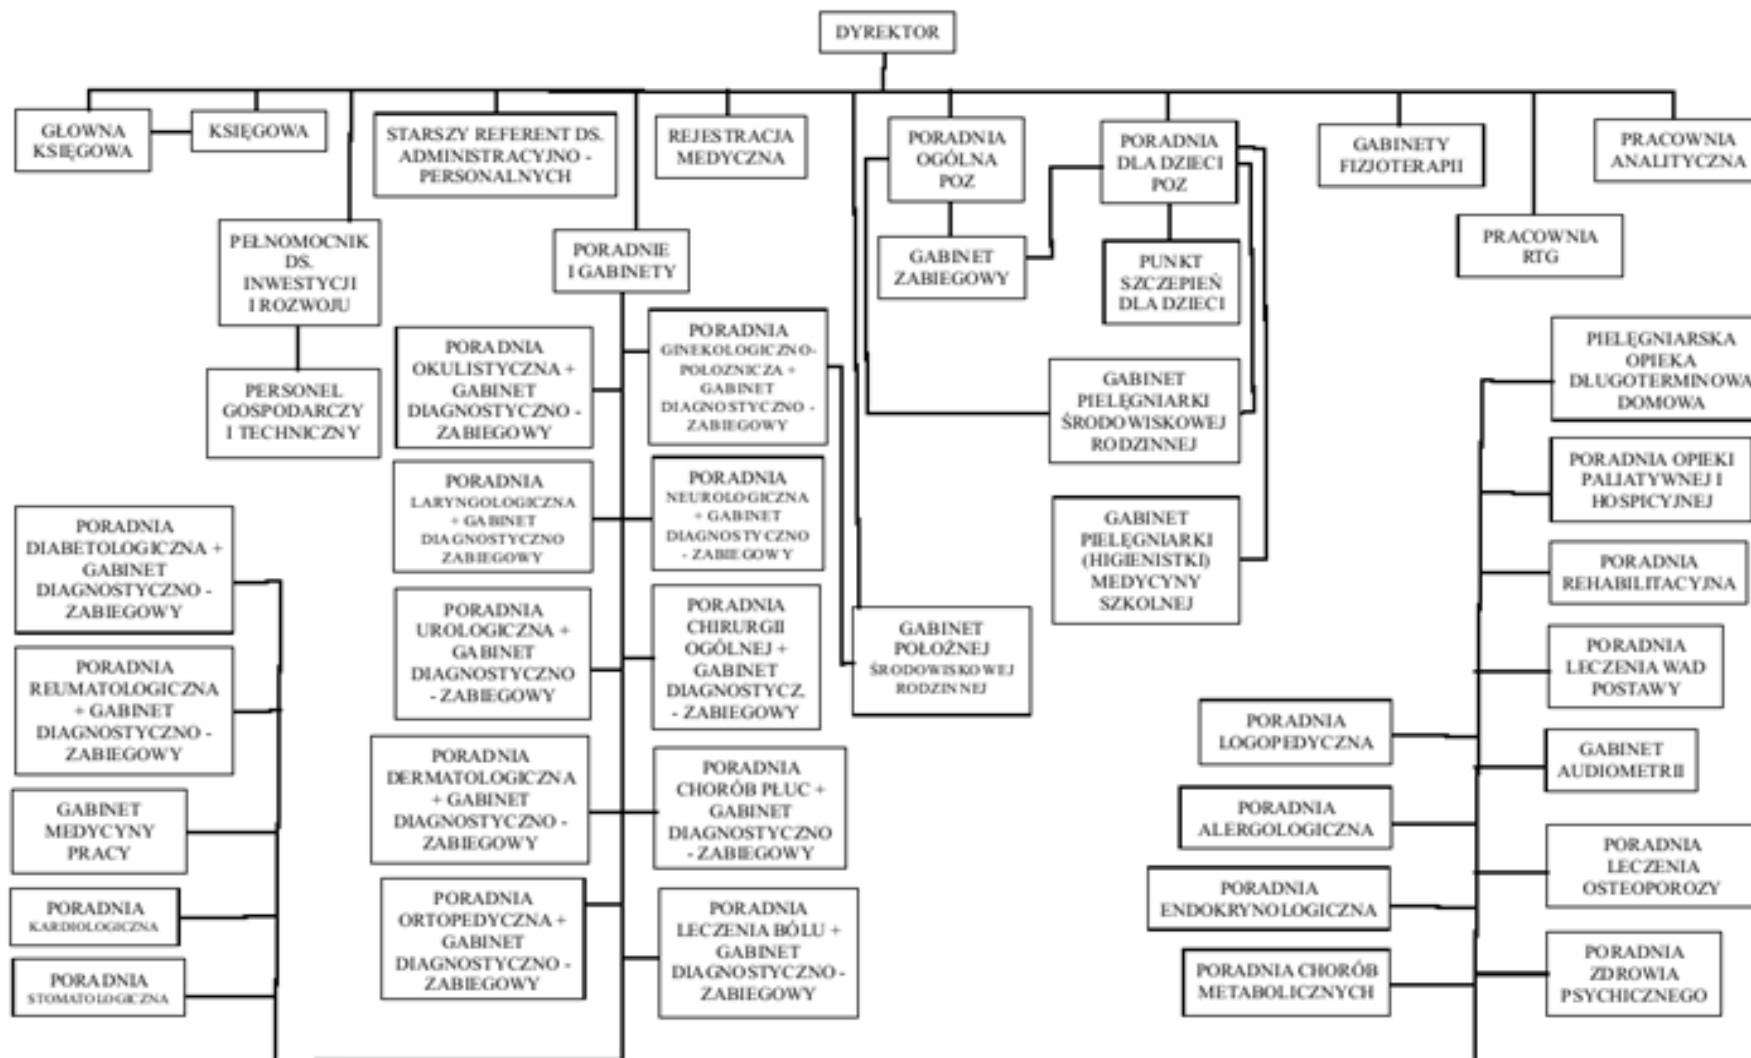 DYREKTOR
GŁOWNA
KSIĘGOWA
KSIĘGOWA
STARSZY REFERENT DS.
ADMINISTRACYJNO -
PERSONALNYCH
REJESTRACJA
MEDYCZNA
PORADNIA
OGÓLNA
POZ
PORADNIA
DLA DZIECI
POZ
GABINETY
FIZJOTERAPII
PRACOWNIA
ANALITYCZNA
PEŁNOMOCNIK
DS.
INWESTYCJI
I ROZWOJU
PORADNIE
I GABINETY
GABINET
ZABIEGOWY
PUNKT
SZCZEPIEŃ
DLA DZIECI
PRACOWNIA
RTG
PERSONEL
GOSPODARCZY
I TECHNICZNY
PORADNIA
OKULISTYCZNA +
GABINET
DIAGNOSTYCZNO -
ZABIEGOWY
PORADNIA
GINEKOLOGICZNO-
POŁOZNICZA +
GABINET
DIAGNOSTYCZNO -
ZABIEGOWY
GABINET
PIELĘGNIARKI
ŚRODOWISKOWEJ
RODZINNEJ
PIELĘGNIARSKA
OPIEKA
DŁUGOTERMINOWA
DOMOWA
PORADNIA
LARYNGOLOGICZNA
+ GABINET
DIAGNOSTYCZNO
ZABIEGOWY
PORADNIA
NEUROLOGICZNA
+ GABINET
DIAGNOSTYCZNO
- ZABIEGOWY
GABINET
PIELĘGNIARKI
(HIGIENISTKI)
MEDYCYNY
SZKOLNEJ
PORADNIA OPIEKI
PALIATYWNEJ I
HOSPICYJNEJ
PORADNIA
DIABETOLOGICZNA +
GABINET
DIAGNOSTYCZNO -
ZABIEGOWY
PORADNIA
UROLOGICZNA +
GABINET
DIAGNOSTYCZNO
- ZABIEGOWY
PORADNIA
CHIRURGII
OGÓLNEJ +
GABINET
DIAGNOSTYCZ.
- ZABIEGOWY
GABINET
POŁOŻNEJ
ŚRODOWISKOWEJ
RODZINNEJ
PORADNIA
REHABILITACYJNA
PORADNIA
LECZENIA WAD
POSTAWY
PORADNIA
REUMATOLOGICZNA
+ GABINET
DIAGNOSTYCZNO -
ZABIEGOWY
PORADNIA
DERMATOLOGICZNA
+ GABINET
DIAGNOSTYCZNO -
ZABIEGOWY
PORADNIA
CHORÓB PŁUC +
GABINET
DIAGNOSTYCZNO
- ZABIEGOWY
PORADNIA
LOGOPEDYCZNA
GABINET
AUDIOMETRII
GABINET
MEDYCYNY
PRACY
PORADNIA
ALERGOLOGICZNA
PORADNIA
LECZENIA
OSTEOPOROZY
PORADNIA
KARDIOLOGICZNA
PORADNIA
ORTOPEDYCZNA +
GABINET
DIAGNOSTYCZNO -
ZABIEGOWY
PORADNIA
LECZENIA BÓLU +
GABINET
DIAGNOSTYCZNO -
ZABIEGOWY
PORADNIA
ENDOKRYNOLOGICZNA
PORADNIA
ZDROWIA
PSYCHICZNEGO
PORADNIA
STOMATOLOGICZNA
PORADNIA CHORÓB
METABOLICZNYCH